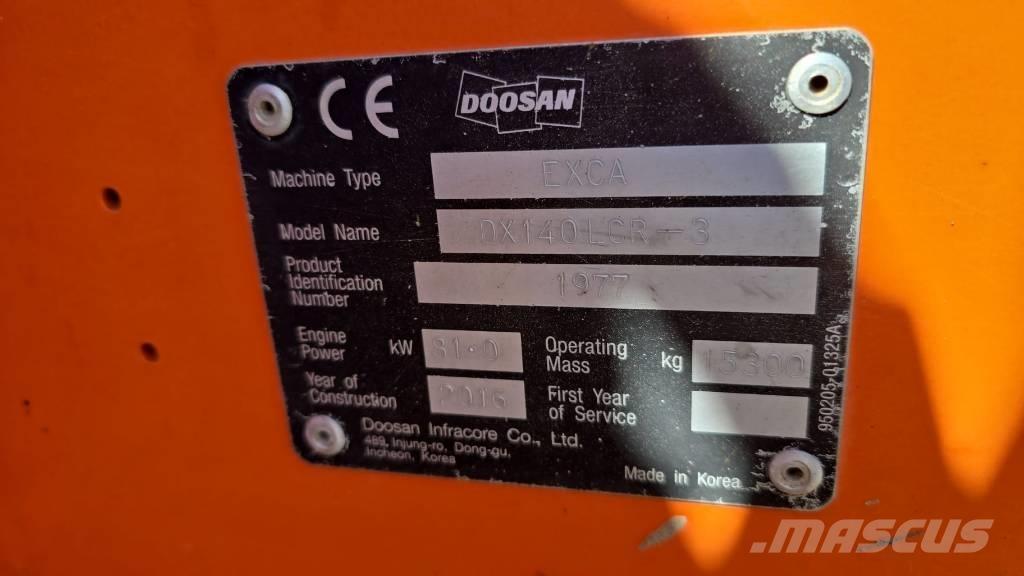 CE DOOSAN
Machine Type EXCA
Model Name DX140LCR-3
Product
Identification
Number 1977
Engine
Power kW 81.0 Operating
Mass kg 15300
Year of
Construction 2016 First Year
of Service
Doosan Infracore Co., Ltd.
489, Injung-ro, Dong-gu,
Incheon, Korea
Made in Korea
950205-01325A
MASCUS